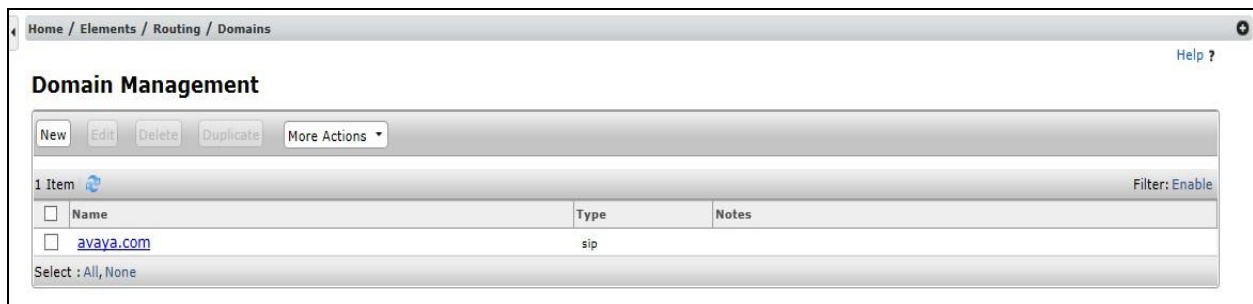 Home / Elements / Routing / Domains
Help ?
Domain Management
New Edit Delete Duplicate More Actions
1 Item Filter: Enable
Name Type Notes
avaya.com sip
Select : All, None